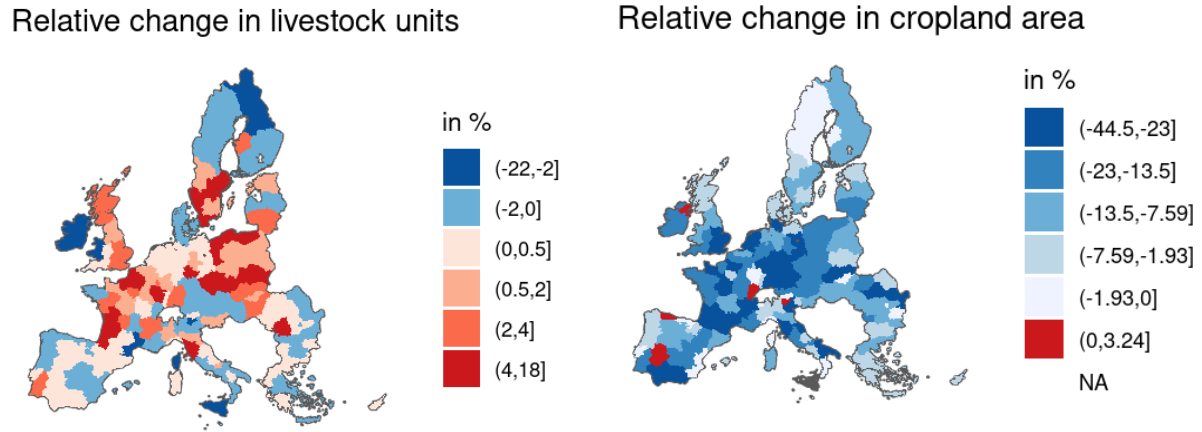 Relative change in livestock units
in %
(-22,-2]
(-2,0]
(0,0.5]
(0.5,2]
(2,4]
(4,18]
Relative change in cropland area
in %
(-44.5,-23]
(-23,-13.5]
(-13.5,-7.59]
(-7.59,-1.93]
(-1.93,0]
(0,3.24]
NA